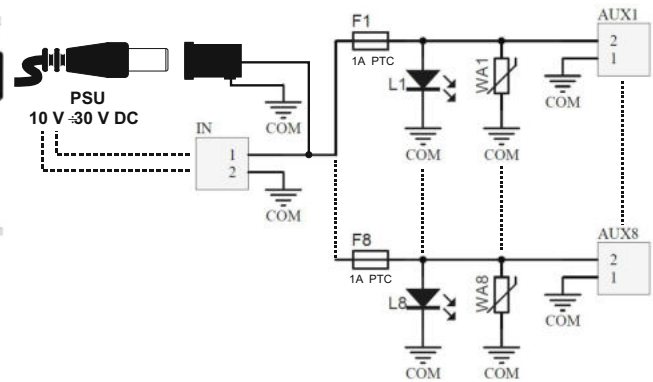 PSU
10 V ÷30 V DC
COM
IN
1
2
COM
F1
1A PTC
L1
COM
WA1
COM
AUX1
2
1
COM
F8
1A PTC
L8
COM
WA8
COM
AUX8
2
1
COM